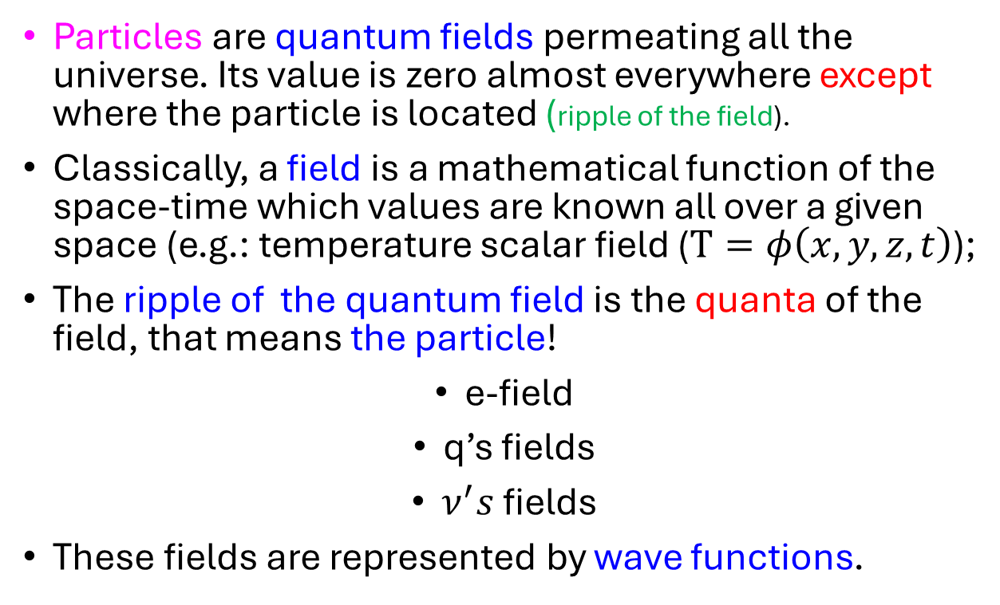 • Particles are quantum fields permeating all the
universe. Its value is zero almost everywhere except
where the particle is located (ripple of the field).
• Classically, a field is a mathematical function of the
space-time which values are known all over a given
space (e.g.: temperature scalar field (T = ϕ(x, y, z, t));
• The ripple of the quantum field is the quanta of the
field, that means the particle!
• e-field
• q’s fields
• ν′s fields
• These fields are represented by wave functions.